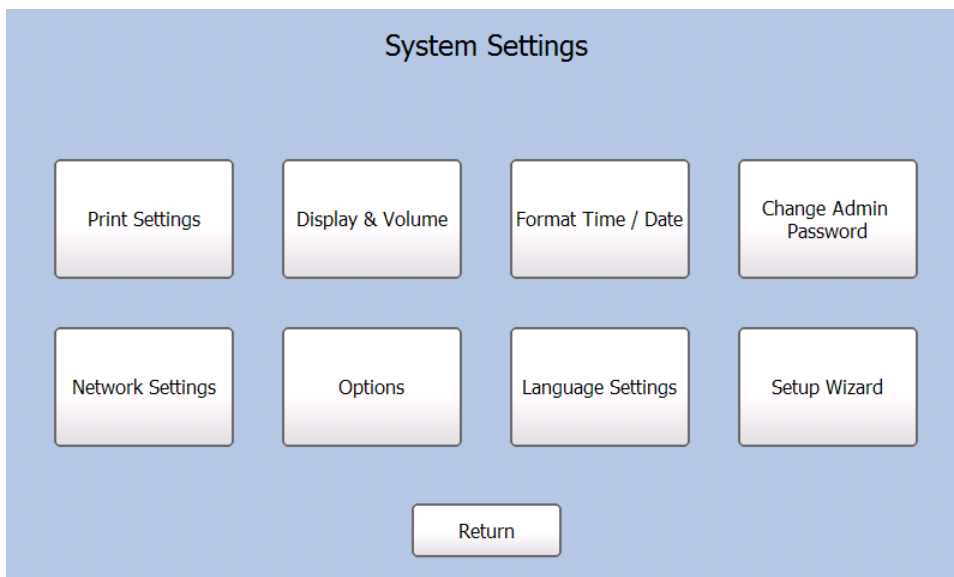 System Settings
Print Settings
Display & Volume
Format Time / Date
Change Admin
Password
Network Settings
Options
Language Settings
Setup Wizard
Return